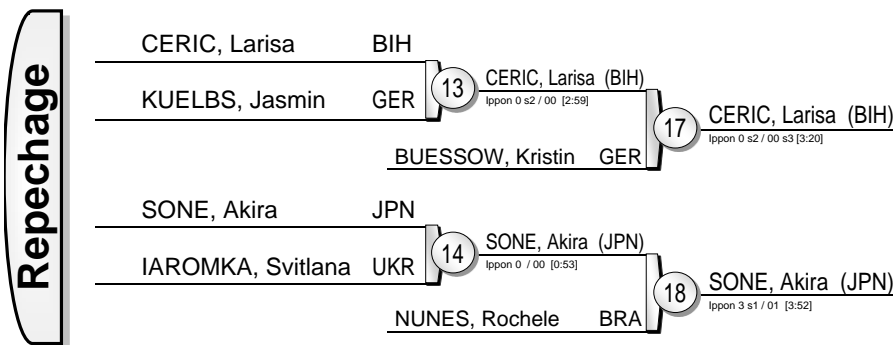 Repechage
CERIC, Larisa BIH
KUELBS, Jasmin GER
13
CERIC, Larisa (BIH)
Ippon 0 s2 / 00 [2:59]
BUESSOW, Kristin GER
17
CERIC, Larisa (BIH)
Ippon 0 s2 / 00 s3 [3:20]
SONE, Akira JPN
IAROMKA, Svitlana UKR
14
SONE, Akira (JPN)
Ippon 0 / 00 [0:53]
NUNES, Rochele BRA
18
SONE, Akira (JPN)
Ippon 3 s1 / 01 [3:52]